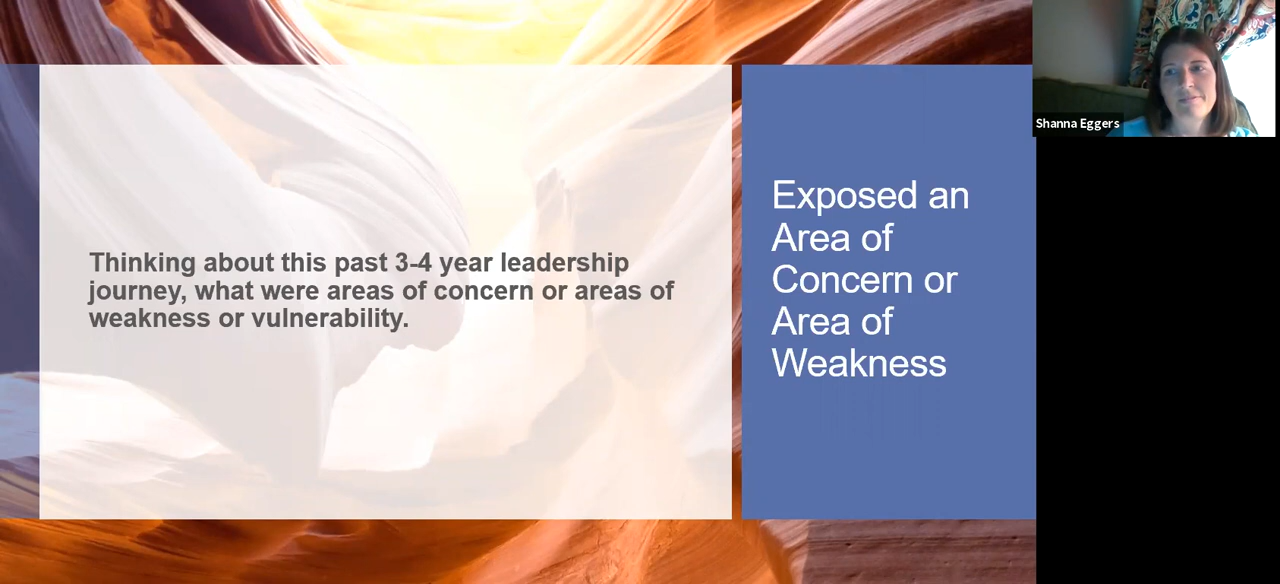 Thinking about this past 3-4 year leadership
journey, what were areas of concern or areas of
weakness or vulnerability.
Exposed an
Area of
Concern or
Area of
Weakness
Shanna Eggers